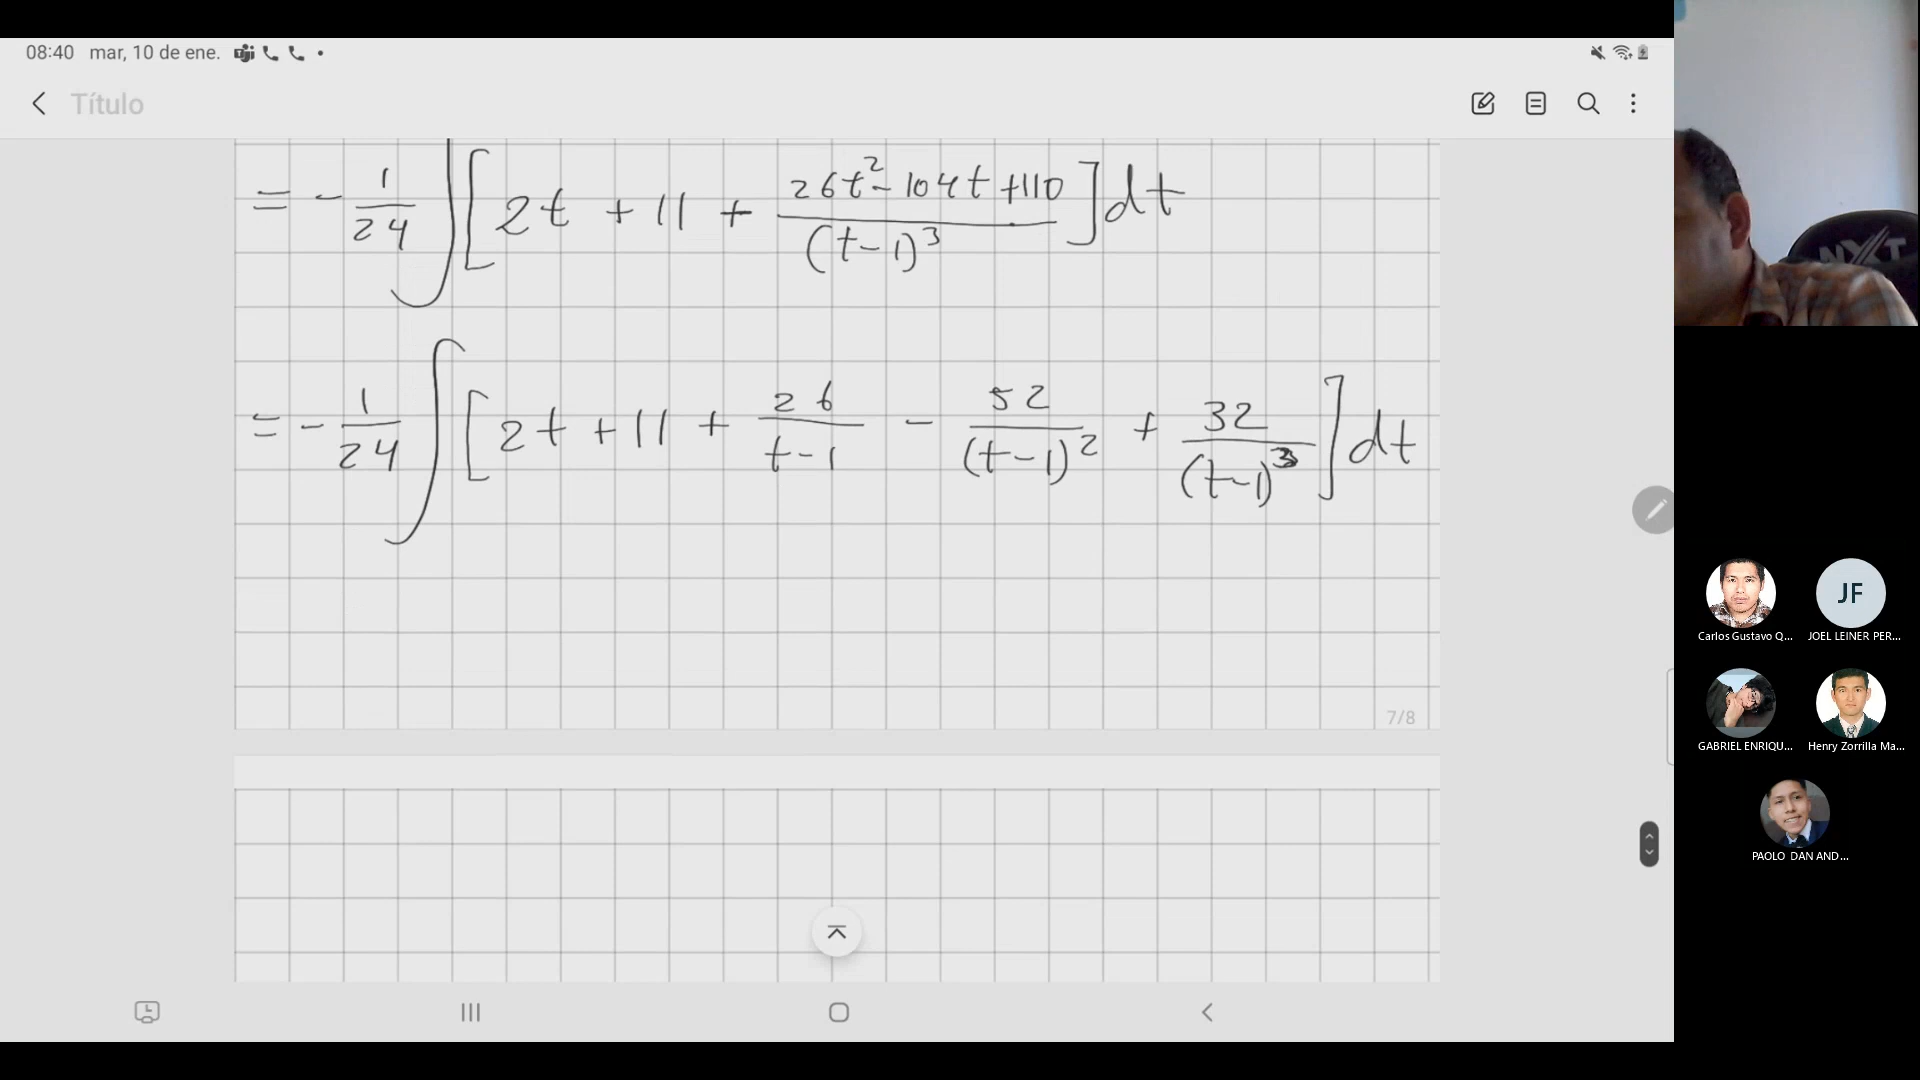 08:40 mar, 10 de ene.
Título
= - 1/24 ∫ [ 2t + 11 + (26t² - 104t + 110)/(t-1)³ ] dt
= - 1/24 ∫ [ 2t + 11 + 26/(t-1) - 52/(t-1)² + 32/(t-1)³ ] dt
7/8
NXT
JF
Carlos Gustavo Q...
JOEL LEINER PER...
GABRIEL ENRIQU...
Henry Zorrilla Ma...
PAOLO DAN AND...